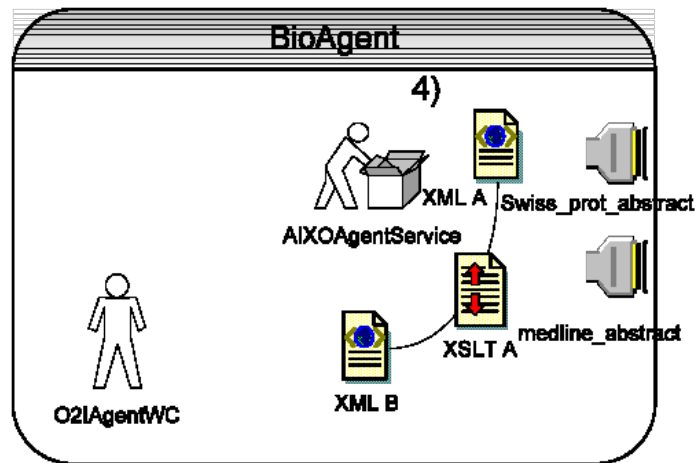 BioAgent
4)
XML A
Swiss_prot_abstract
AIXOAgentService
medline_abstract
XSLT A
XML B
O2IAgentWC